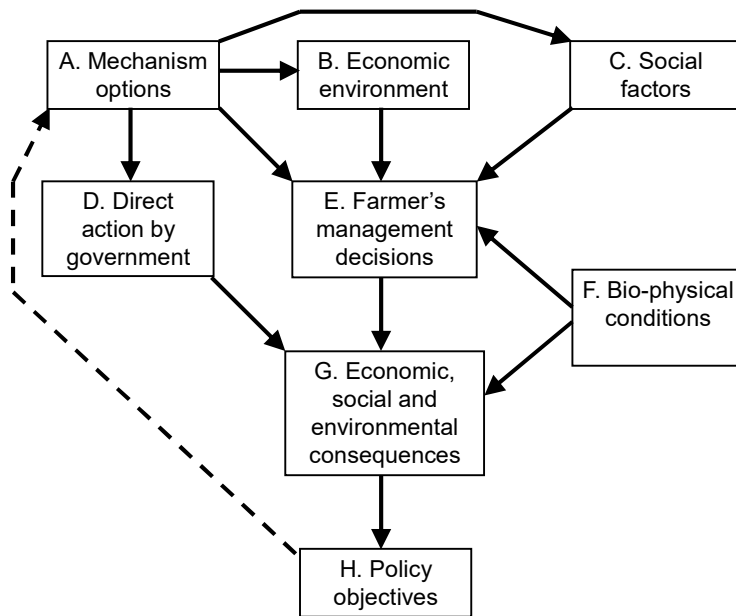 A. Mechanism
options
B. Economic
environment
C. Social
factors
D. Direct
action by
government
E. Farmer’s
management
decisions
F. Bio-physical
conditions
G. Economic,
social and
environmental
consequences
H. Policy
objectives